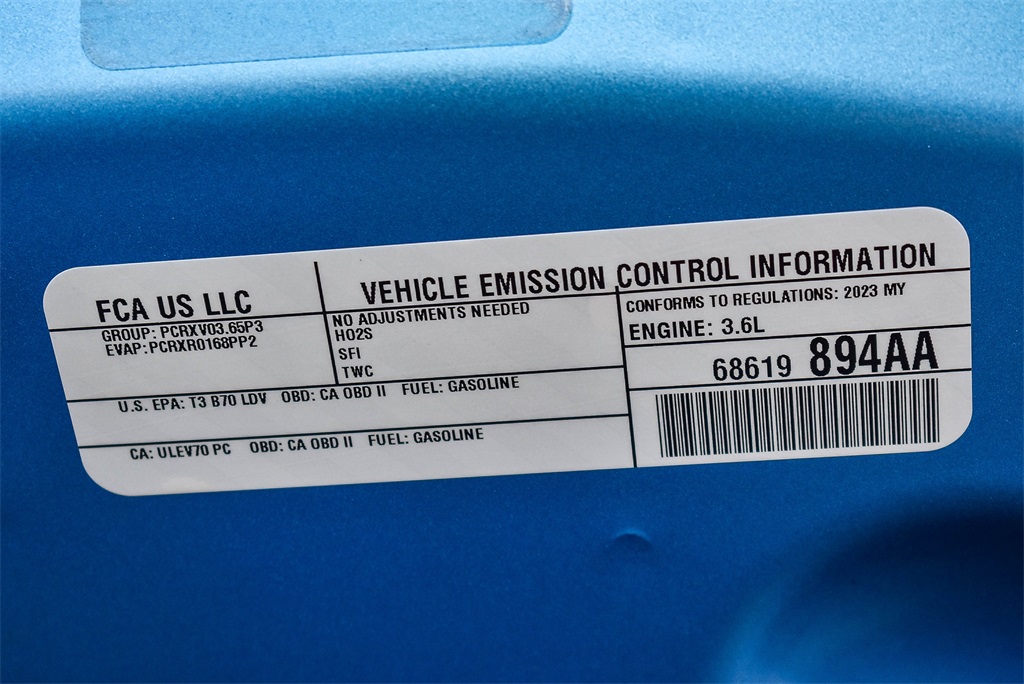 FCA US LLC
GROUP: PCRXV03.65P3
EVAP:PCRXR0168PP2
VEHICLE EMISSION CONTROL INFORMATION
NO ADJUSTMENTS NEEDED
HO2S
SFI
TWC
CONFORMS TO REGULATIONS: 2023 MY
ENGINE: 3.6L
68619 894AA
U.S. EPA: T3 B70 LDV OBD: CA OBD II FUEL: GASOLINE
CA: ULEV70 PC OBD: CA OBD II FUEL: GASOLINE